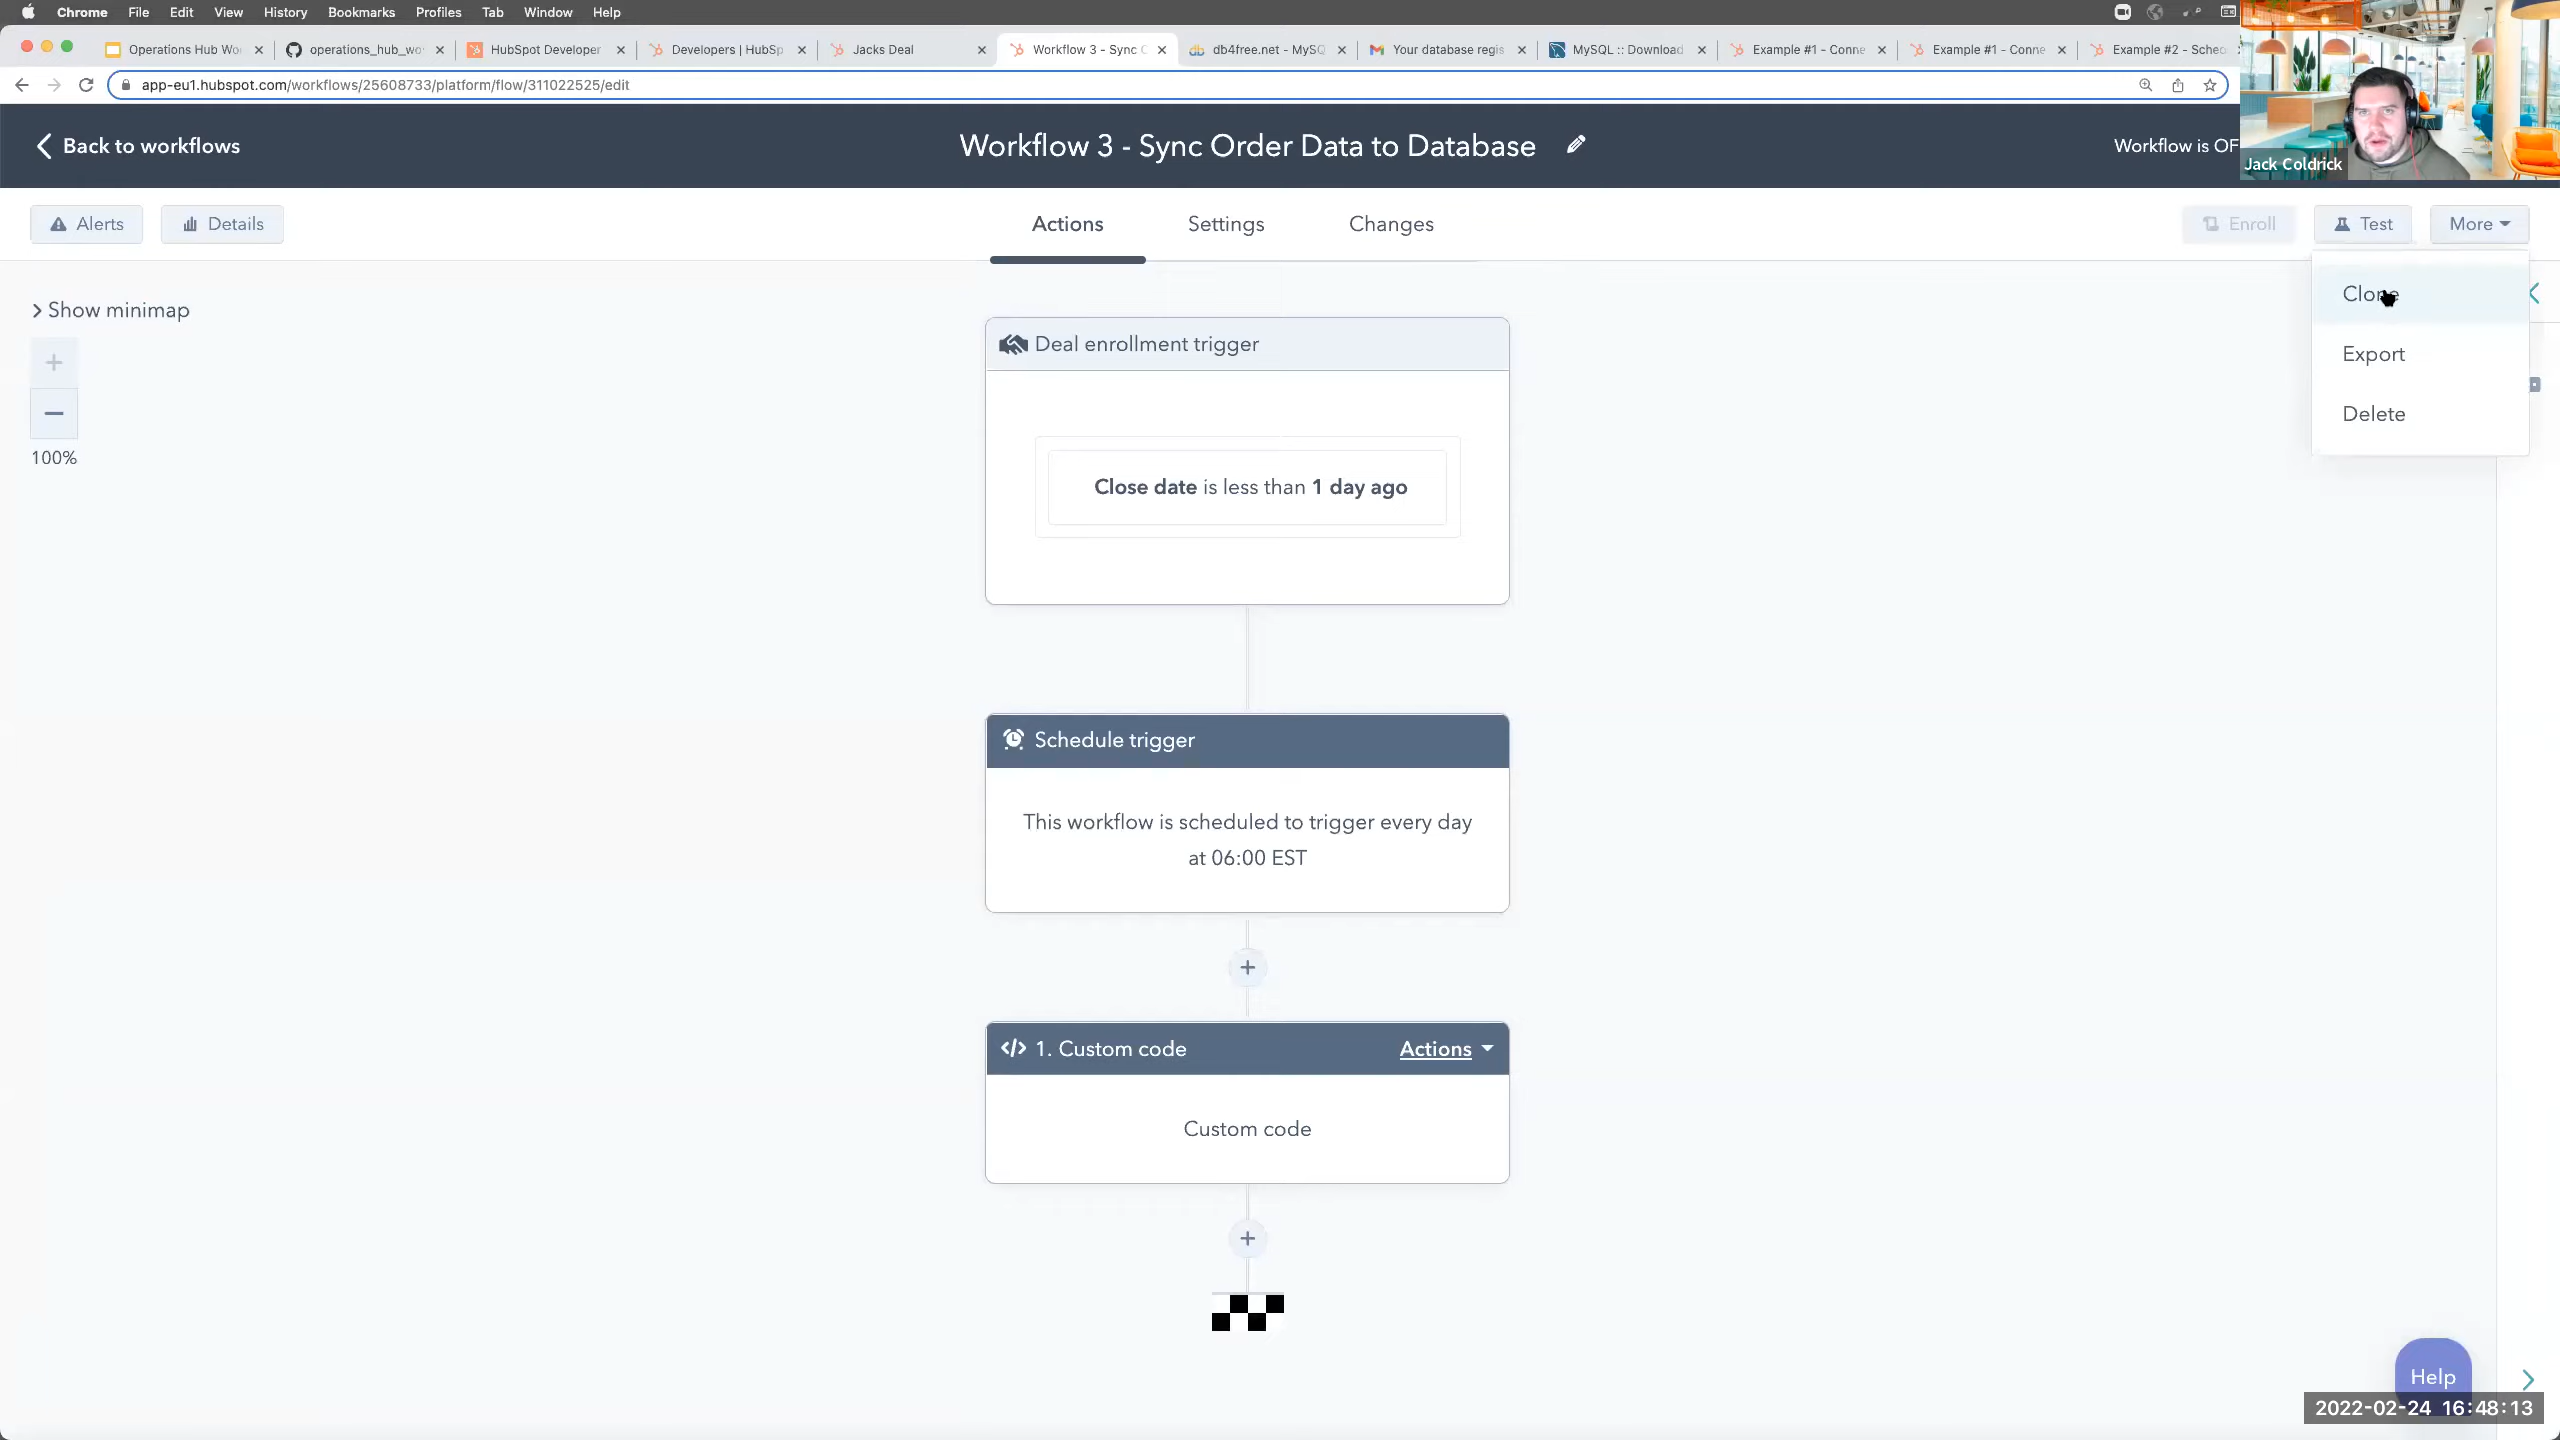 Chrome File Edit View History Bookmarks Profiles Tab Window Help
Operations Hub Wo
operations_hub_wo
HubSpot Developer
Developers | HubSp
Jacks Deal
Workflow 3 - Sync O
db4free.net - MySQ
Your database regis
MySQL :: Download
Example #1 - Conne
Example #1 - Conne
Example #2 - Sched
app-eu1.hubspot.com/workflows/25608733/platform/flow/311022525/edit
Back to workflows
Workflow 3 - Sync Order Data to Database
Workflow is OF
Jack Coldrick
Alerts
Details
Actions
Settings
Changes
Enroll
Test
More
Show minimap
Clone
Export
Delete
+
−
100%
Deal enrollment trigger
Close date is less than 1 day ago
Schedule trigger
This workflow is scheduled to trigger every day
at 06:00 EST
+
</> 1. Custom code
Actions
Custom code
+
Help
2022-02-24 16:48:13